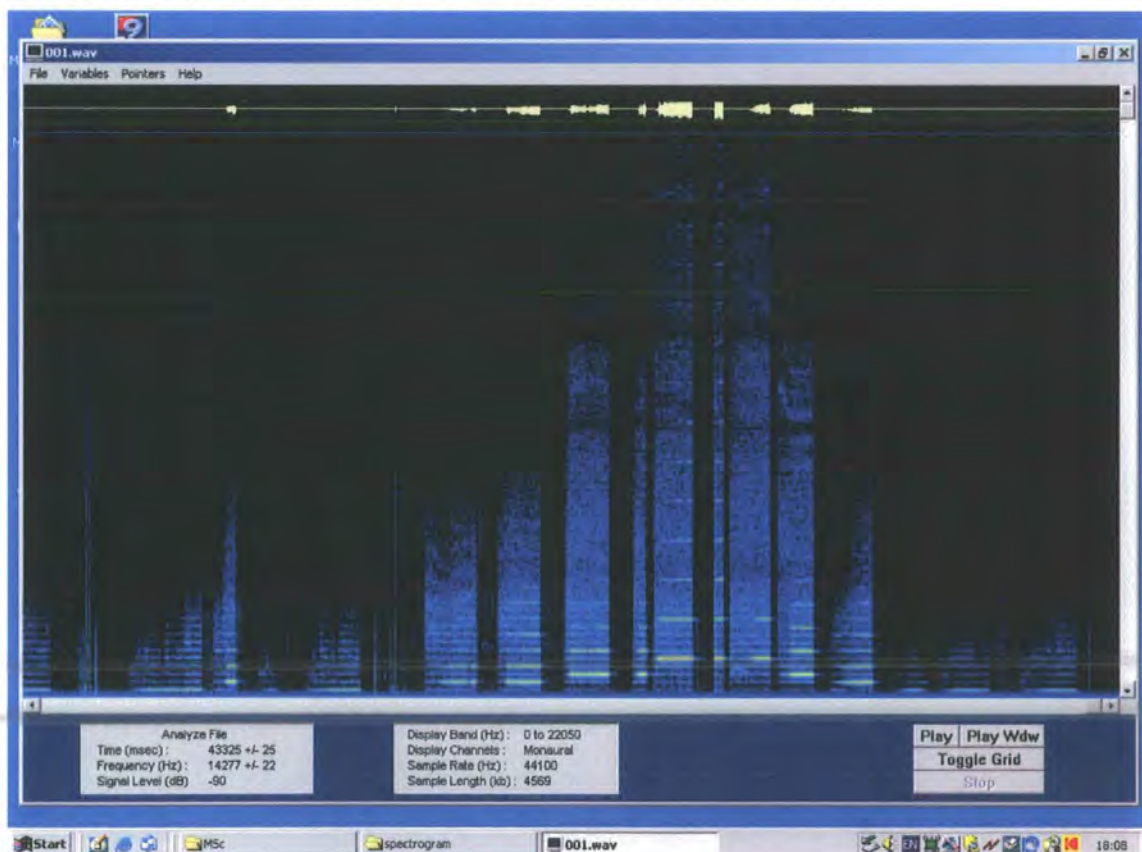 001.wav
File Variables Pointers Help
Analyze File
Time (msec) : 43325 +/- 25
Frequency (Hz) : 14277 +/- 22
Signal Level (dB) -90
Display Band (Hz) : 0 to 22050
Display Channels : Monaural
Sample Rate (Hz) : 44100
Sample Length (kb) : 4569
Play Play Wdw
Toggle Grid
Stop
Start MSc spectrogram 001.wav EN 18:08